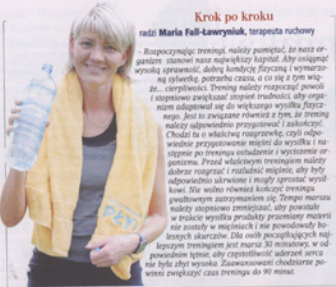 Krok po kroku
radzi Maria Fall-Ławryniuk, terapeuta ruchowy
- Rozpoczynając treningi, należy pamiętać, że nasz or-
ganizm stanowi nasz największy kapitał. Aby osiągnąć
wysoką sprawność, dobrą kondycję fizyczną i wymarzo-
ną sylwetkę, potrzeba czasu, a co się z tym wią-
że... cierpliwości. Trening należy rozpocząć powoli
i stopniowo zwiększać stopień trudności, aby orga-
nizm adaptował się do większego wysiłku fizycz-
nego. Jest to związane również z tym, że trening
należy odpowiednio przygotować i zakończyć.
Chodzi tu o właściwą rozgrzewkę, czyli odpo-
wiednie przygotowanie mięśni do wysiłku i na-
stępnie po treningu ostudzenie i wyciszenie or-
ganizmu. Przed właściwym treningiem należy
dobrze rozgrzać i rozluźnić mięśnie, aby były
odpowiednio ukrwione i mogły sprostać wysił-
kowi. Nie wolno również kończyć treningu
gwałtownym zatrzymaniem się. Tempo marszu
należy stopniowo zmniejszać, aby powstałe
w trakcie wysiłku produkty przemiany materii
nie zostały w mięśniach i nie powodowały bo-
lesnych skurczów. Dla osób początkujących naj-
lepszym treningiem jest marsz 30 minutowy, w od-
powiednim tętnie, aby częstotliwość uderzeń serca
nie była zbyt wysoka. Zaawansowani chodziarze po-
winni zwiększyć czas treningu do 90 minut.